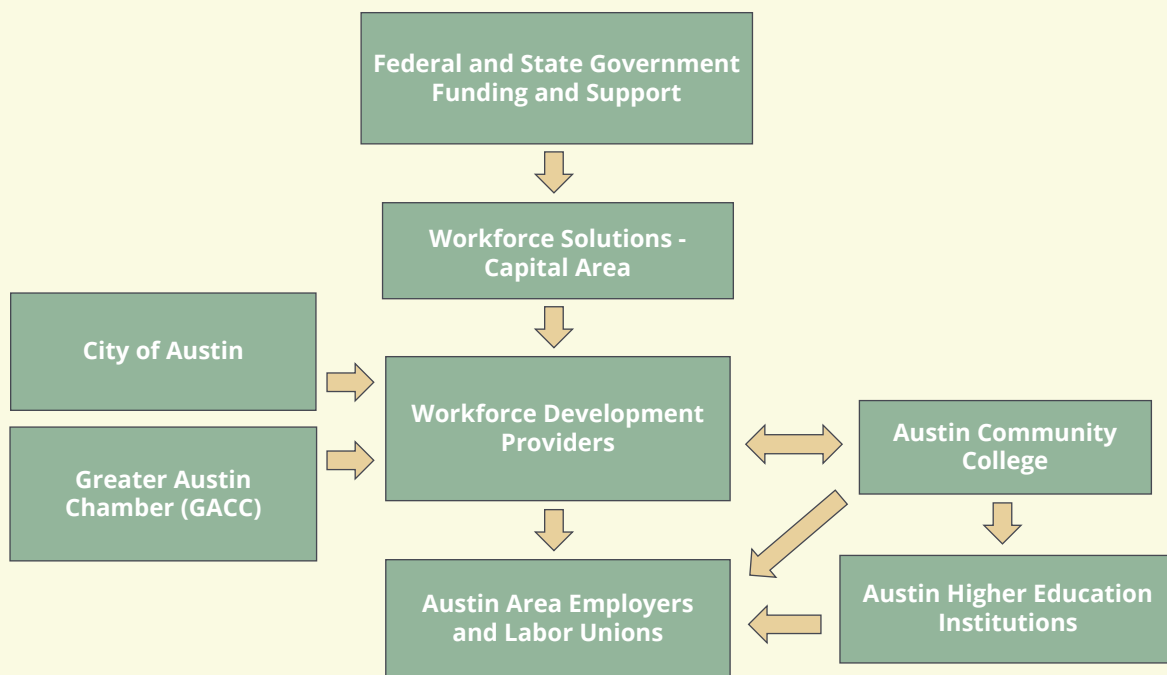 Federal and State Government
Funding and Support
Workforce Solutions -
Capital Area
City of Austin
Workforce Development
Providers
Greater Austin
Chamber (GACC)
Austin Community
College
Austin Area Employers
and Labor Unions
Austin Higher Education
Institutions